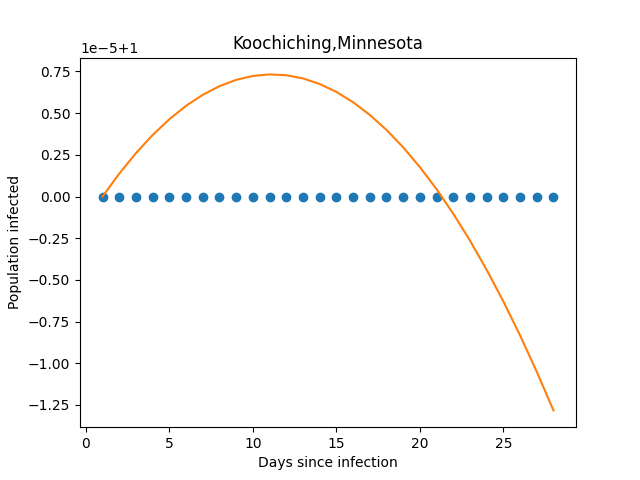 Koochiching,Minnesota
1e−5+1
0.75
0.50
0.25
0.00
−0.25
−0.50
−0.75
−1.00
−1.25
Population infected
0 5 10 15 20 25
Days since infection